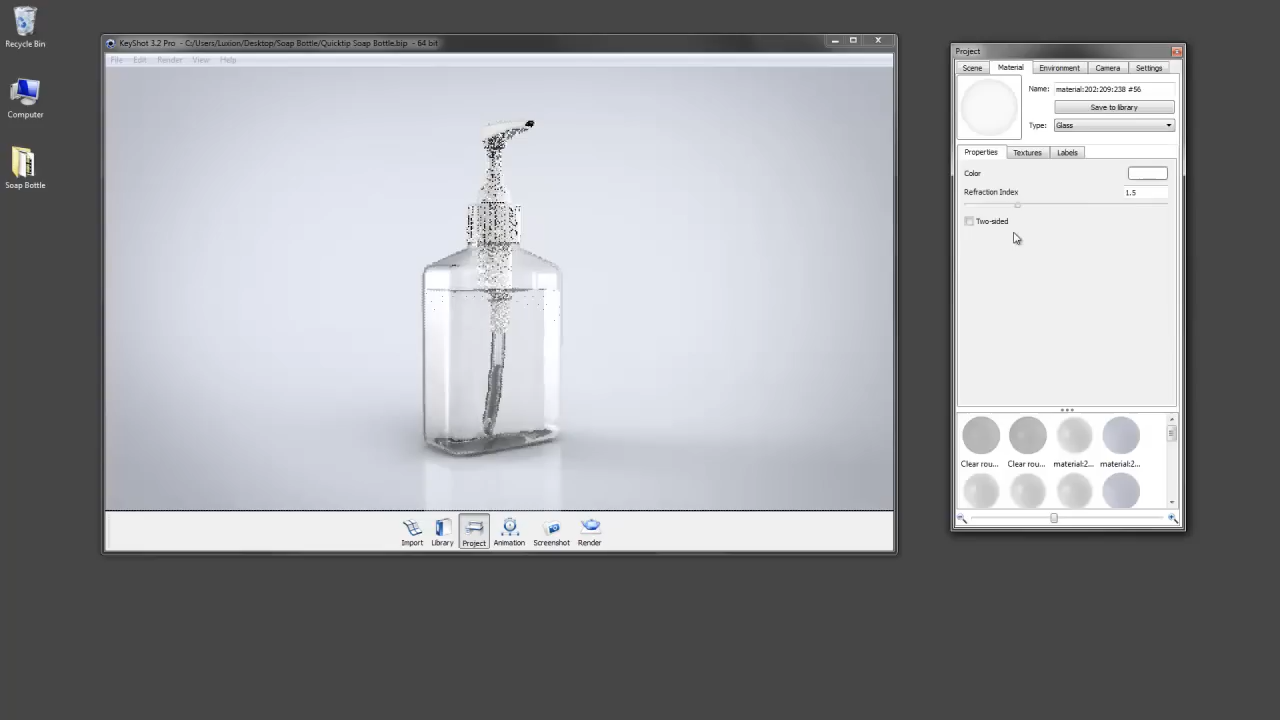 Recycle Bin
Computer
Soap Bottle
KeyShot 3.2 Pro - C:/Users/Luxion/Desktop/Soap Bottle/Quicktip Soap Bottle.bip - 64 bit
File Edit Render View Help
Import Library Project Animation Screenshot Render
Project
Scene Material Environment Camera Settings
Name: material:202:209:238 #56
Save to library
Type: Glass
Properties Textures Labels
Color
Refraction Index 1.5
Two-sided
Clear rou... Clear rou... material:2... material:2...